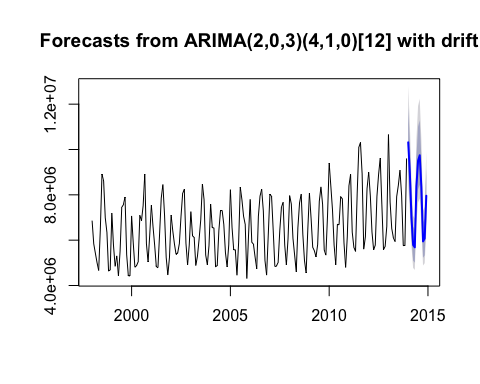 Forecasts from ARIMA(2,0,3)(4,1,0)[12] with drift
1.2e+07
8.0e+06
4.0e+06
2000 2005 2010 2015